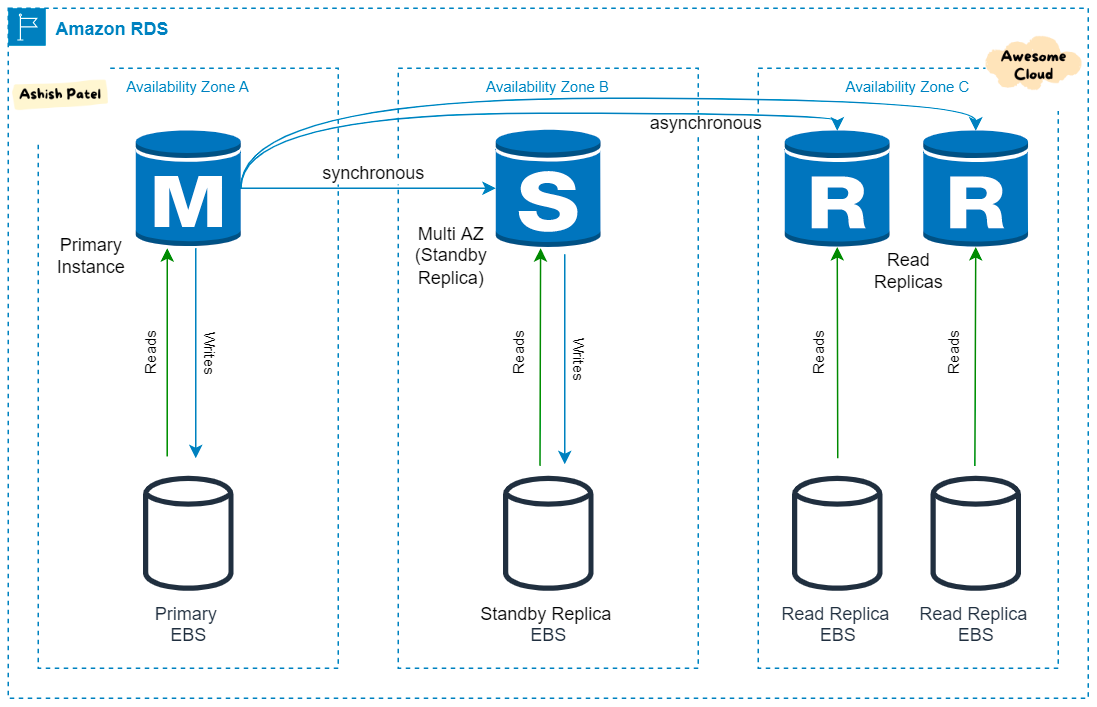 Amazon RDS
Awesome
Cloud
Ashish Patel
Availability Zone A
Availability Zone B
Availability Zone C
asynchronous
synchronous
M
S
R
R
Primary
Instance
Multi AZ
(Standby
Replica)
Read
Replicas
Reads
Writes
Reads
Writes
Reads
Reads
Primary
EBS
Standby Replica
EBS
Read Replica
EBS
Read Replica
EBS